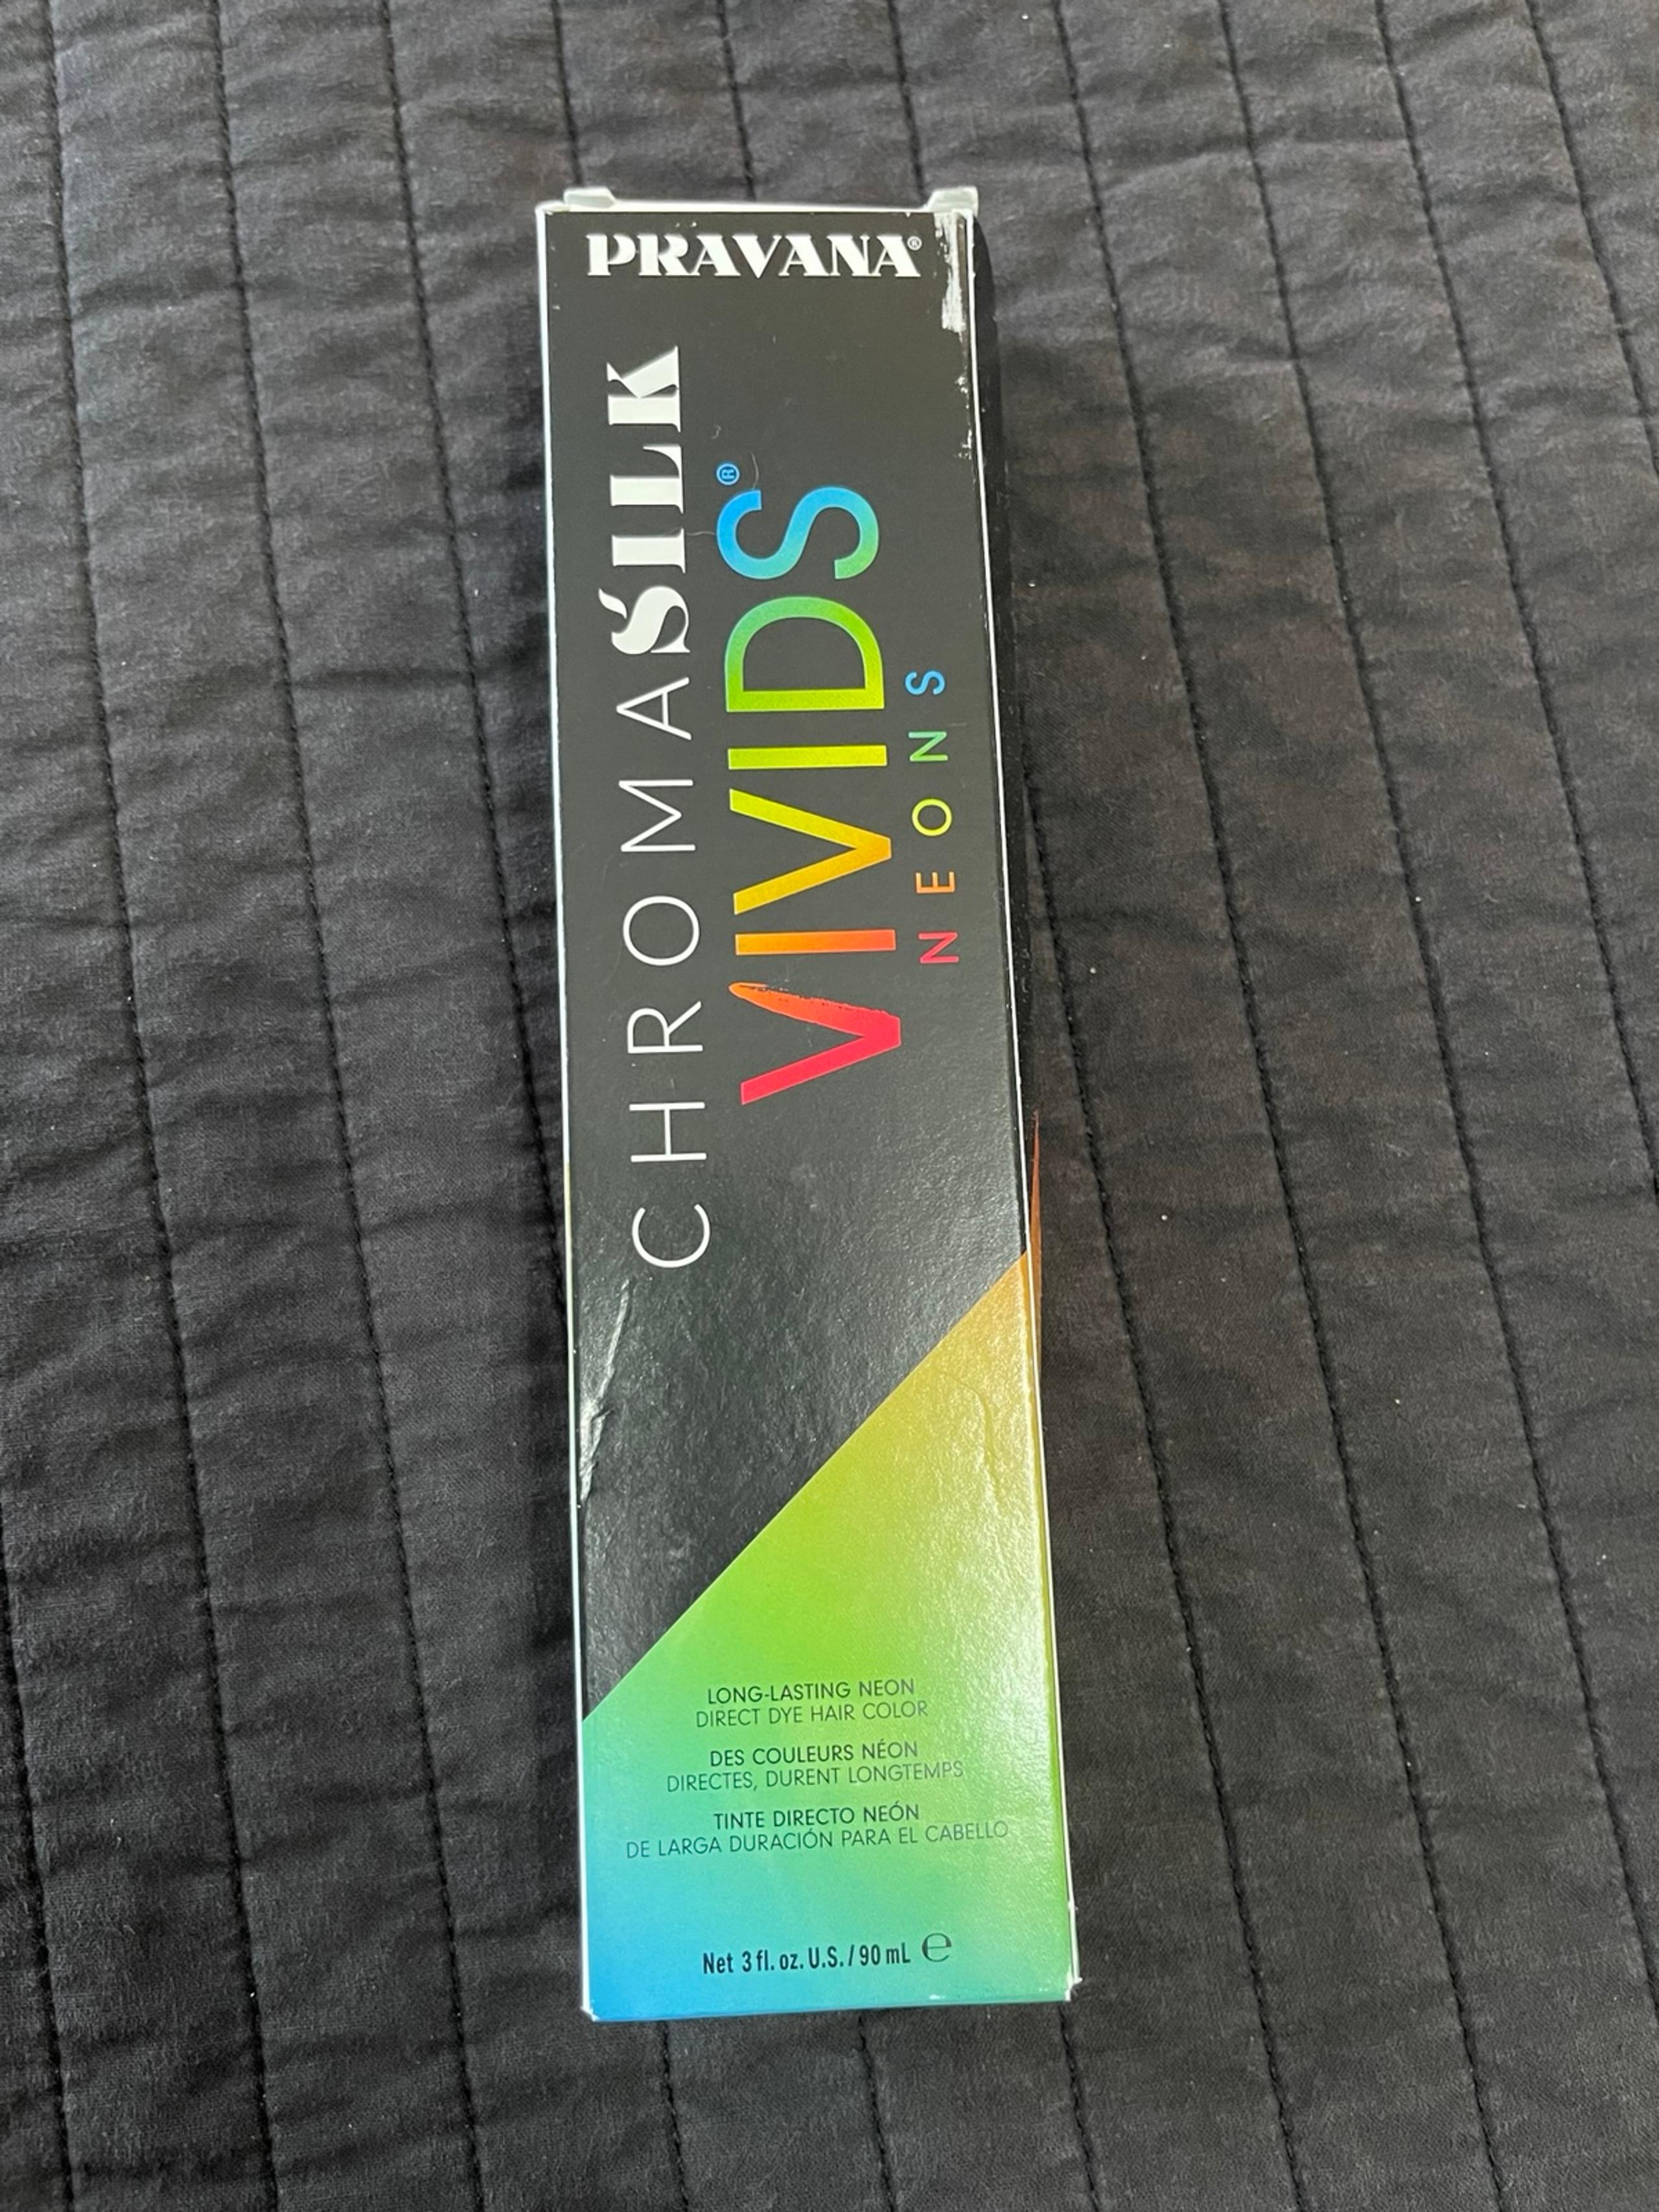 PRAVANA®
CHROMASILK
VIVIDS®
NEONS
LONG-LASTING NEON
DIRECT DYE HAIR COLOR
DES COULEURS NÉON
DIRECTES, DURENT LONGTEMPS
TINTE DIRECTO NEÓN
DE LARGA DURACIÓN PARA EL CABELLO
Net 3 fl. oz. U.S. / 90 mL ℮